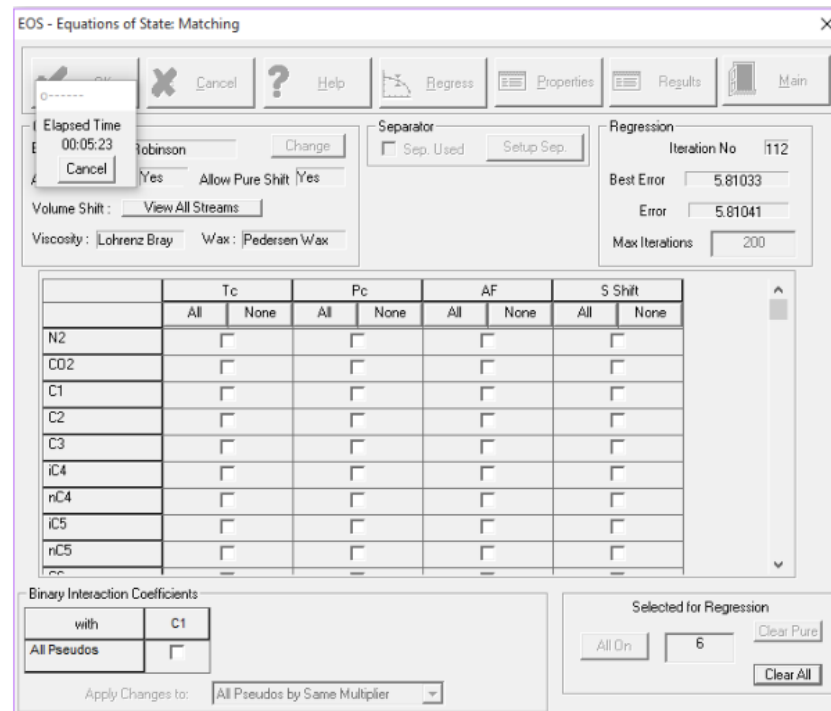 EOS - Equations of State: Matching
Cancel Help Regress Properties Results Main
Elapsed Time
00:05:23
Cancel
Robinson Change
Yes Allow Pure Shift Yes
Volume Shift : View All Streams
Viscosity : Lohrenz Bray Wax : Pedersen Wax
Separator
Sep. Used Setup Sep.
Regression
Iteration No 112
Best Error 5.81033
Error 5.81041
Max Iterations 200
Tc Pc AF S Shift
All None All None All None All None
N2
CO2
C1
C2
C3
iC4
nC4
iC5
nC5
Binary Interaction Coefficients
with C1
All Pseudos
Apply Changes to: All Pseudos by Same Multiplier
Selected for Regression
All On 6 Clear Pure
Clear All